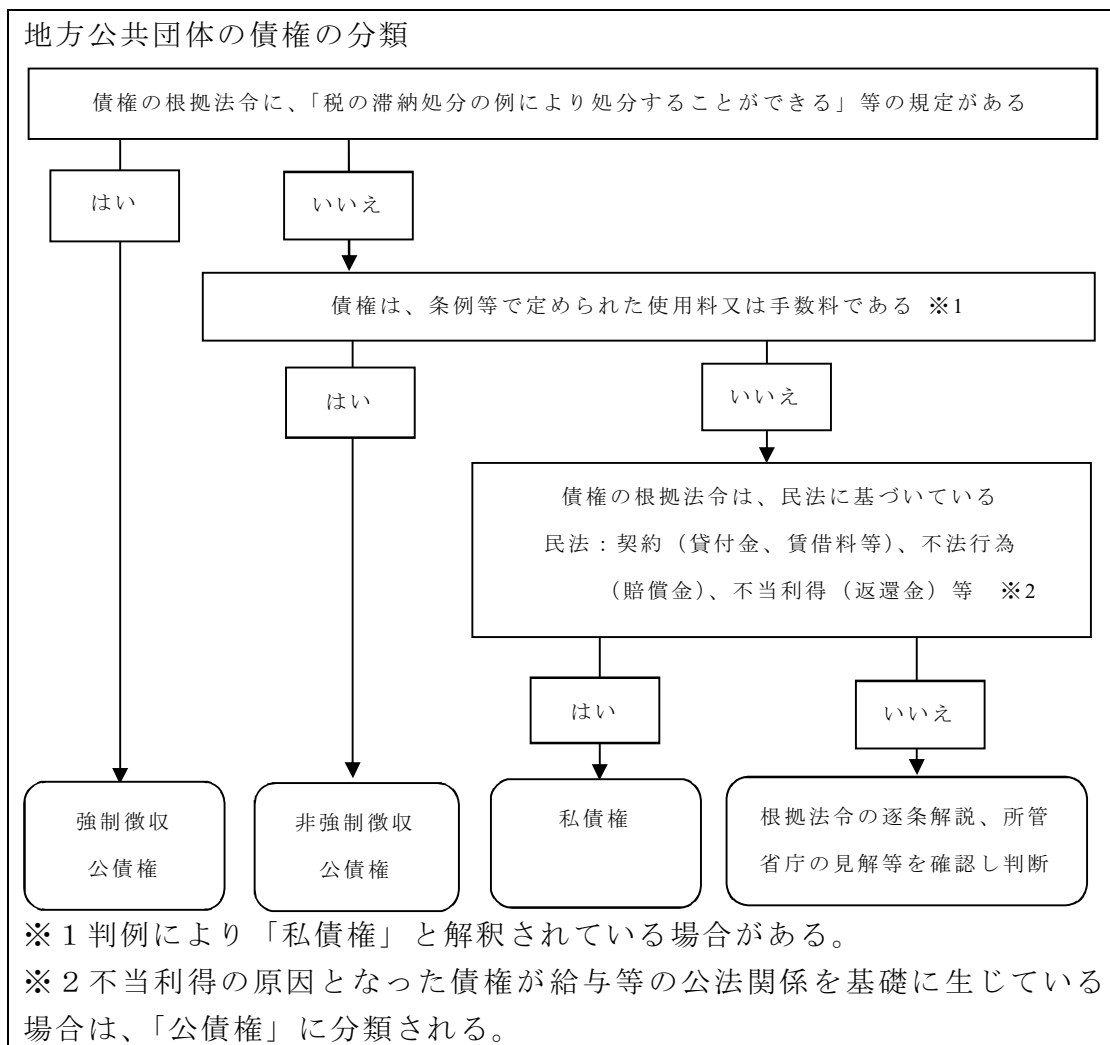 地方公共団体の債権の分類
債権の根拠法令に、「税の滞納処分の例により処分することができる」等の規定がある
はい
いいえ
債権は、条例等で定められた使用料又は手数料である ※1
はい
いいえ
債権の根拠法令は、民法に基づいている
民法:契約(貸付金、賃借料等)、不法行為
(賠償金)、不当利得(返還金)等 ※2
はい
いいえ
強制徴収
公債権
非強制徴収
公債権
私債権
根拠法令の逐条解説、所管
省庁の見解等を確認し判断
※1判例により「私債権」と解釈されている場合がある。
※2不当利得の原因となった債権が給与等の公法関係を基礎に生じている
場合は、「公債権」に分類される。